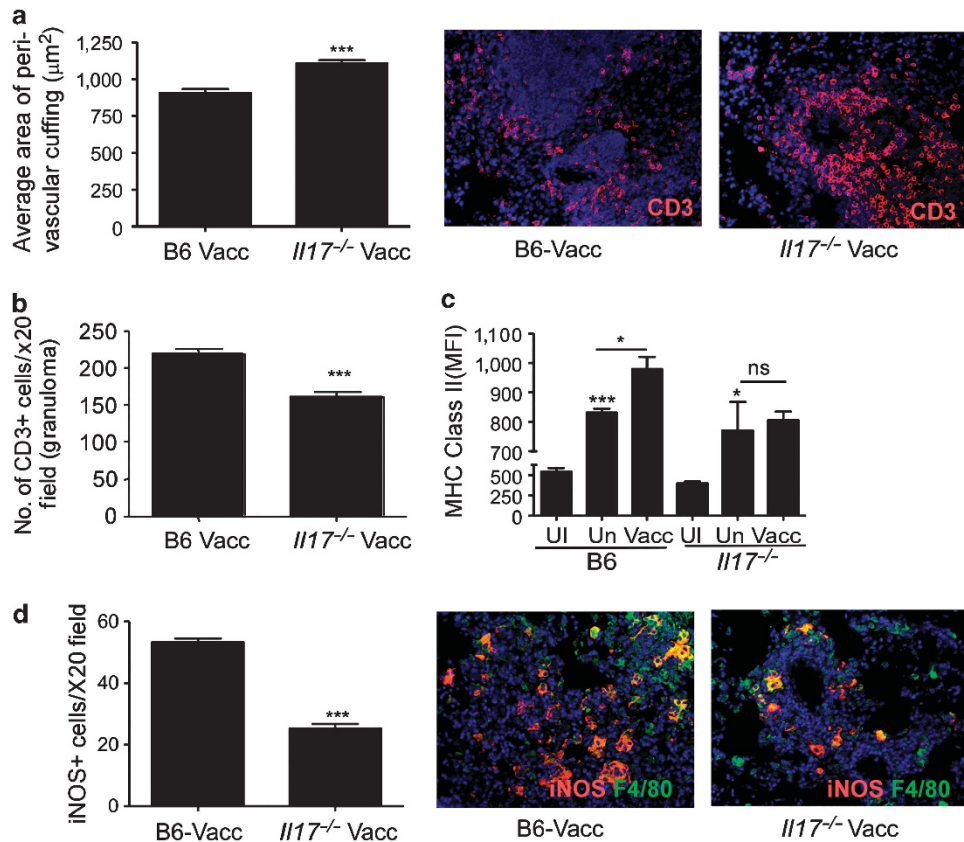 a
Average area of peri-
vascular cuffing (μm²)
1,250
1,000
750
500
250
0
***
B6 Vacc
Il17⁻/⁻ Vacc
CD3
B6-Vacc
CD3
Il17⁻/⁻ Vacc
b
No. of CD3+ cells/x20
field (granuloma)
250
200
150
100
50
0
***
B6 Vacc
Il17⁻/⁻ Vacc
c
MHC Class II(MFI)
1,100
1,000
900
800
700
500
250
0
***
*
*
ns
UI Un Vacc UI Un Vacc
B6
Il17⁻/⁻
d
iNOS+ cells/X20 field
60
40
20
0
***
B6-Vacc
Il17⁻/⁻ Vacc
iNOS F4/80
B6-Vacc
iNOS F4/80
Il17⁻/⁻ Vacc